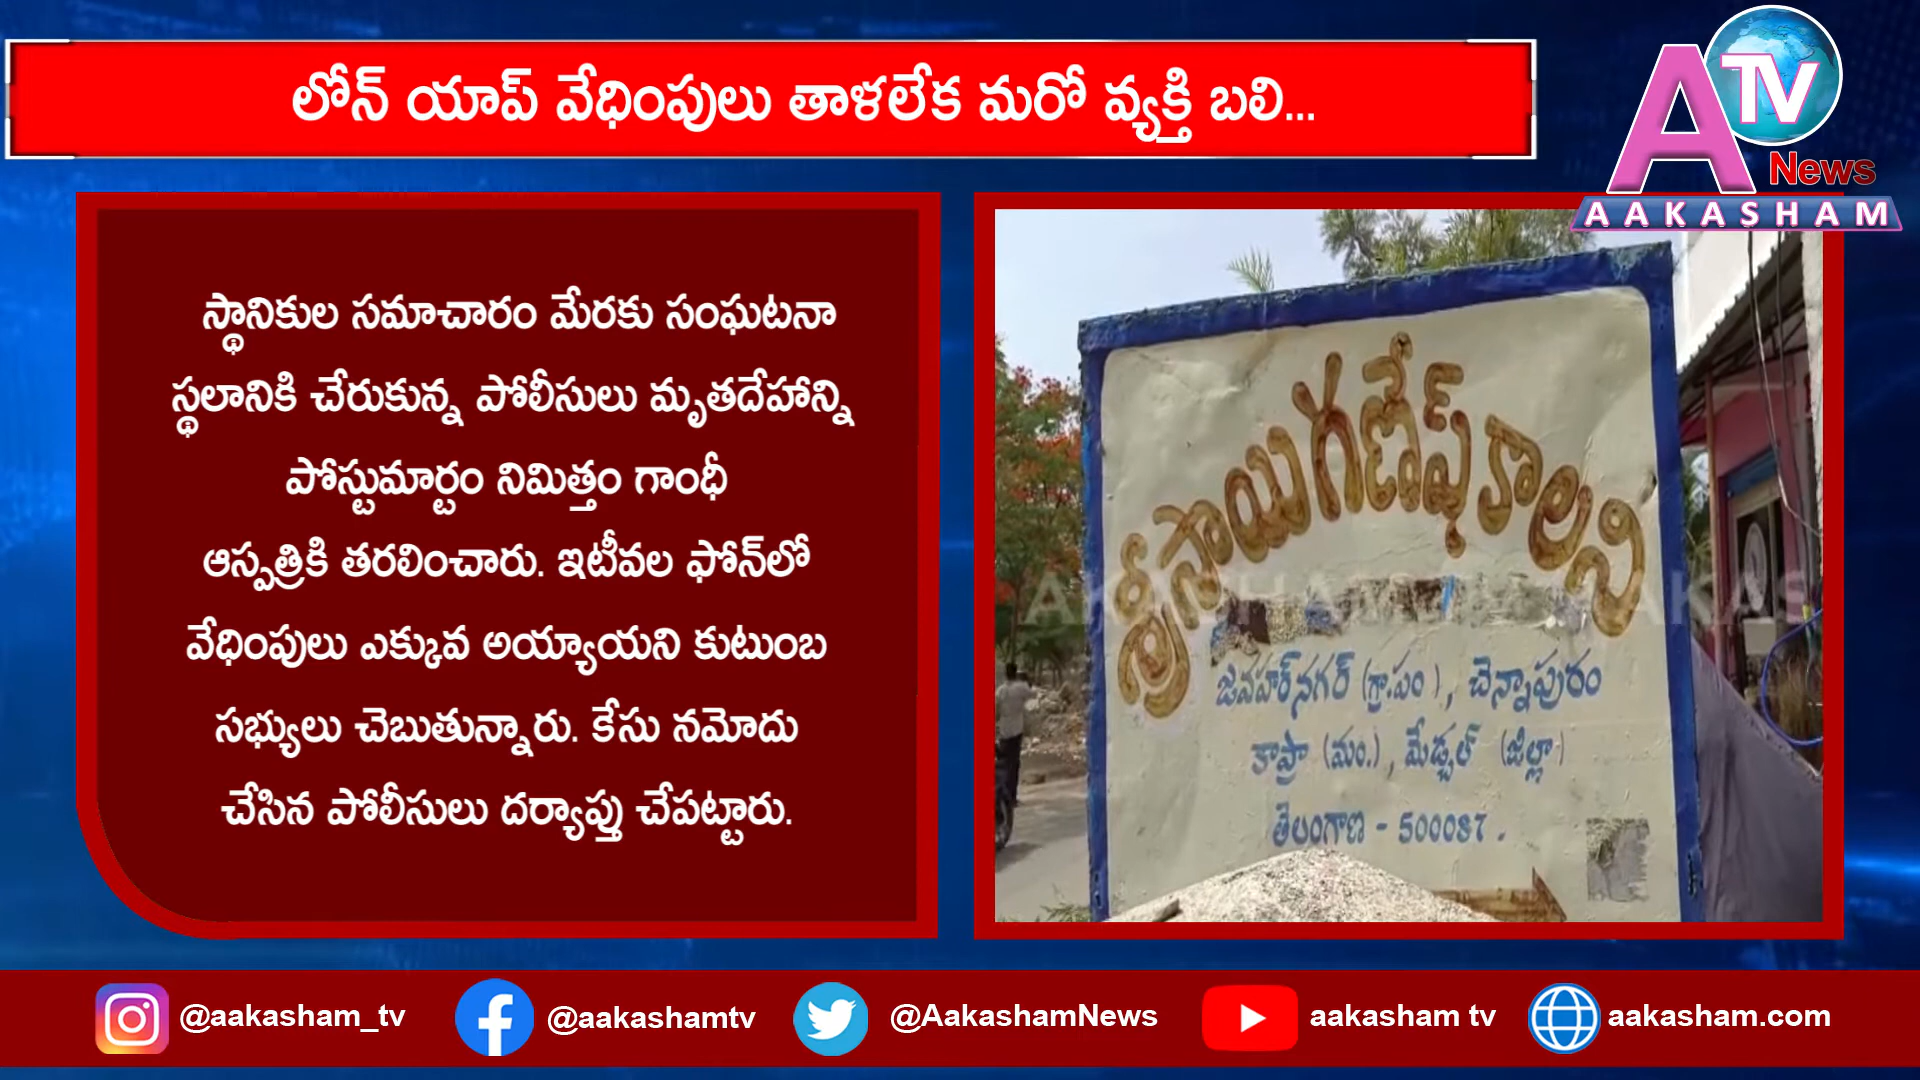 లోన్ యాప్ వేధింపులు తాళలేక మరో వ్యక్తి బలి...
A
TV
News
AAKASHAM
స్థానికుల సమాచారం మేరకు సంఘటనా
స్థలానికి చేరుకున్న పోలీసులు మృతదేహాన్ని
పోస్టుమార్టం నిమిత్తం గాంధీ
ఆస్పత్రికి తరలించారు. ఇటీవల ఫోన్‌లో
వేధింపులు ఎక్కువ అయ్యాయని కుటుంబ
సభ్యులు చెబుతున్నారు. కేసు నమోదు
చేసిన పోలీసులు దర్యాప్తు చేపట్టారు.
శ్రీ సాయి గణేష్ కాలని
జవహర్‌నగర్ (గ్రా.పం), చెన్నాపురం
కాప్రా (మం.), మేడ్చల్ (జిల్లా)
తెలంగాణ - 500087.
@aakasham_tv
@aakashamtv
@AakashamNews
aakasham tv
aakasham.com